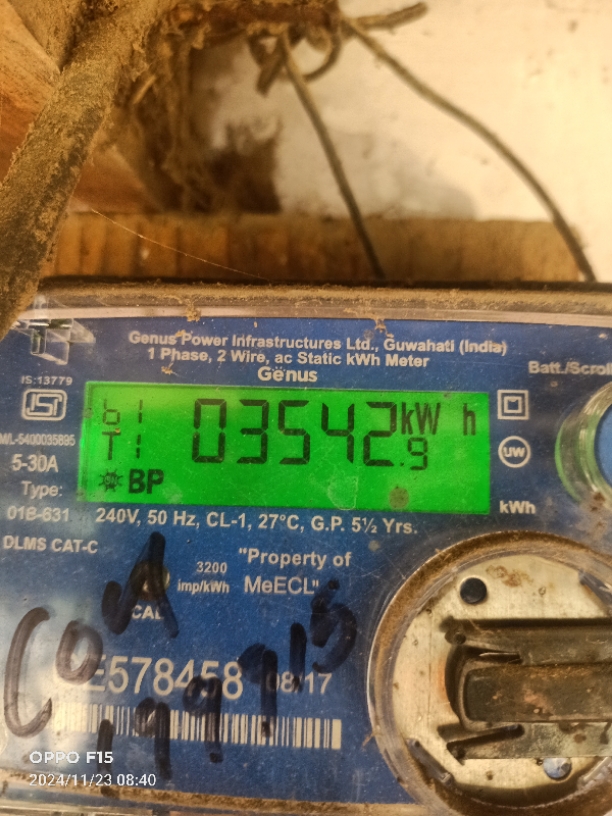 Genus Power Infrastructures Ltd., Guwahati (India)
1 Phase, 2 Wire, ac Static kWh Meter
Batt./Scroll
Genus
IS:13779
ISI
M/L-5400035895
5-30A
Type:
01B-631
b1
T1
03542.9
kW h
BP
UW
kWh
240V, 50 Hz, CL-1, 27°C, G.P. 5½ Yrs.
DLMS CAT-C
3200
imp/kWh
"Property of
MeECL"
CAL
E578458
08/17
OPPO F15
2024/11/23 08:40